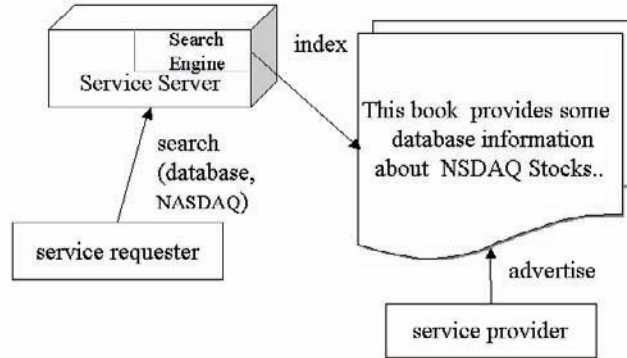 Search
Engine
Service Server
index
This book provides some
database information
about NSDAQ Stocks..
search
(database,
NASDAQ)
service requester
advertise
service provider